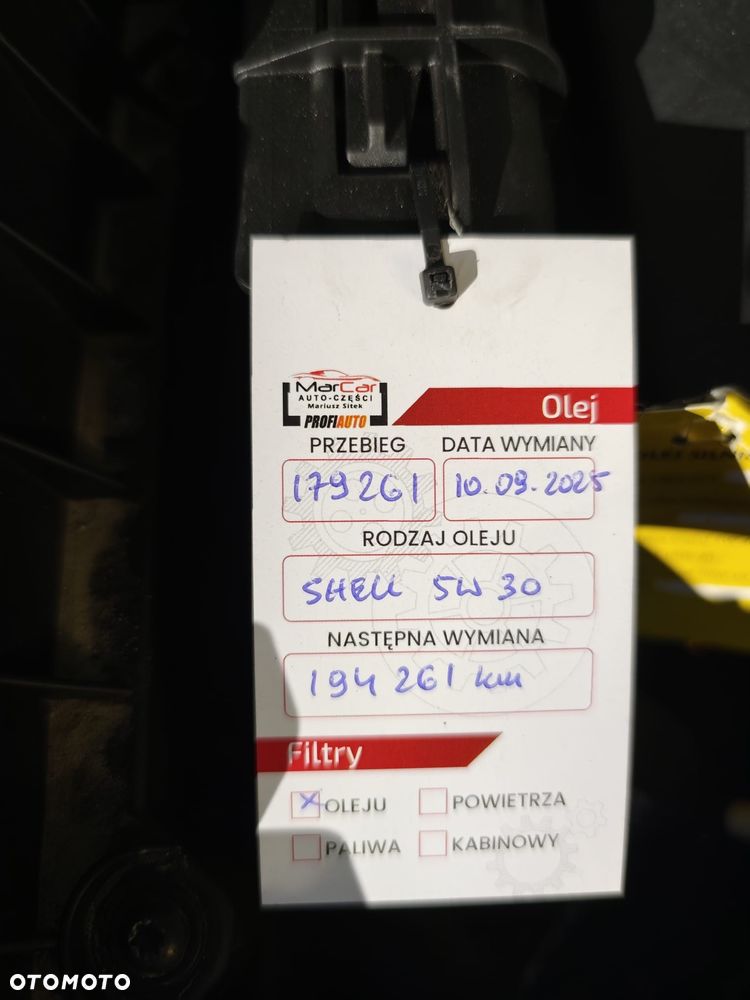 MarCar
AUTO-CZĘŚCI
Mariusz Sitek
PROFIAUTO
Olej
PRZEBIEG DATA WYMIANY
179261 10.09.2025
RODZAJ OLEJU
SHELL 5W30
NASTĘPNA WYMIANA
194 261 km
Filtry
X OLEJU POWIETRZA
PALIWA KABINOWY
OTOMOTO